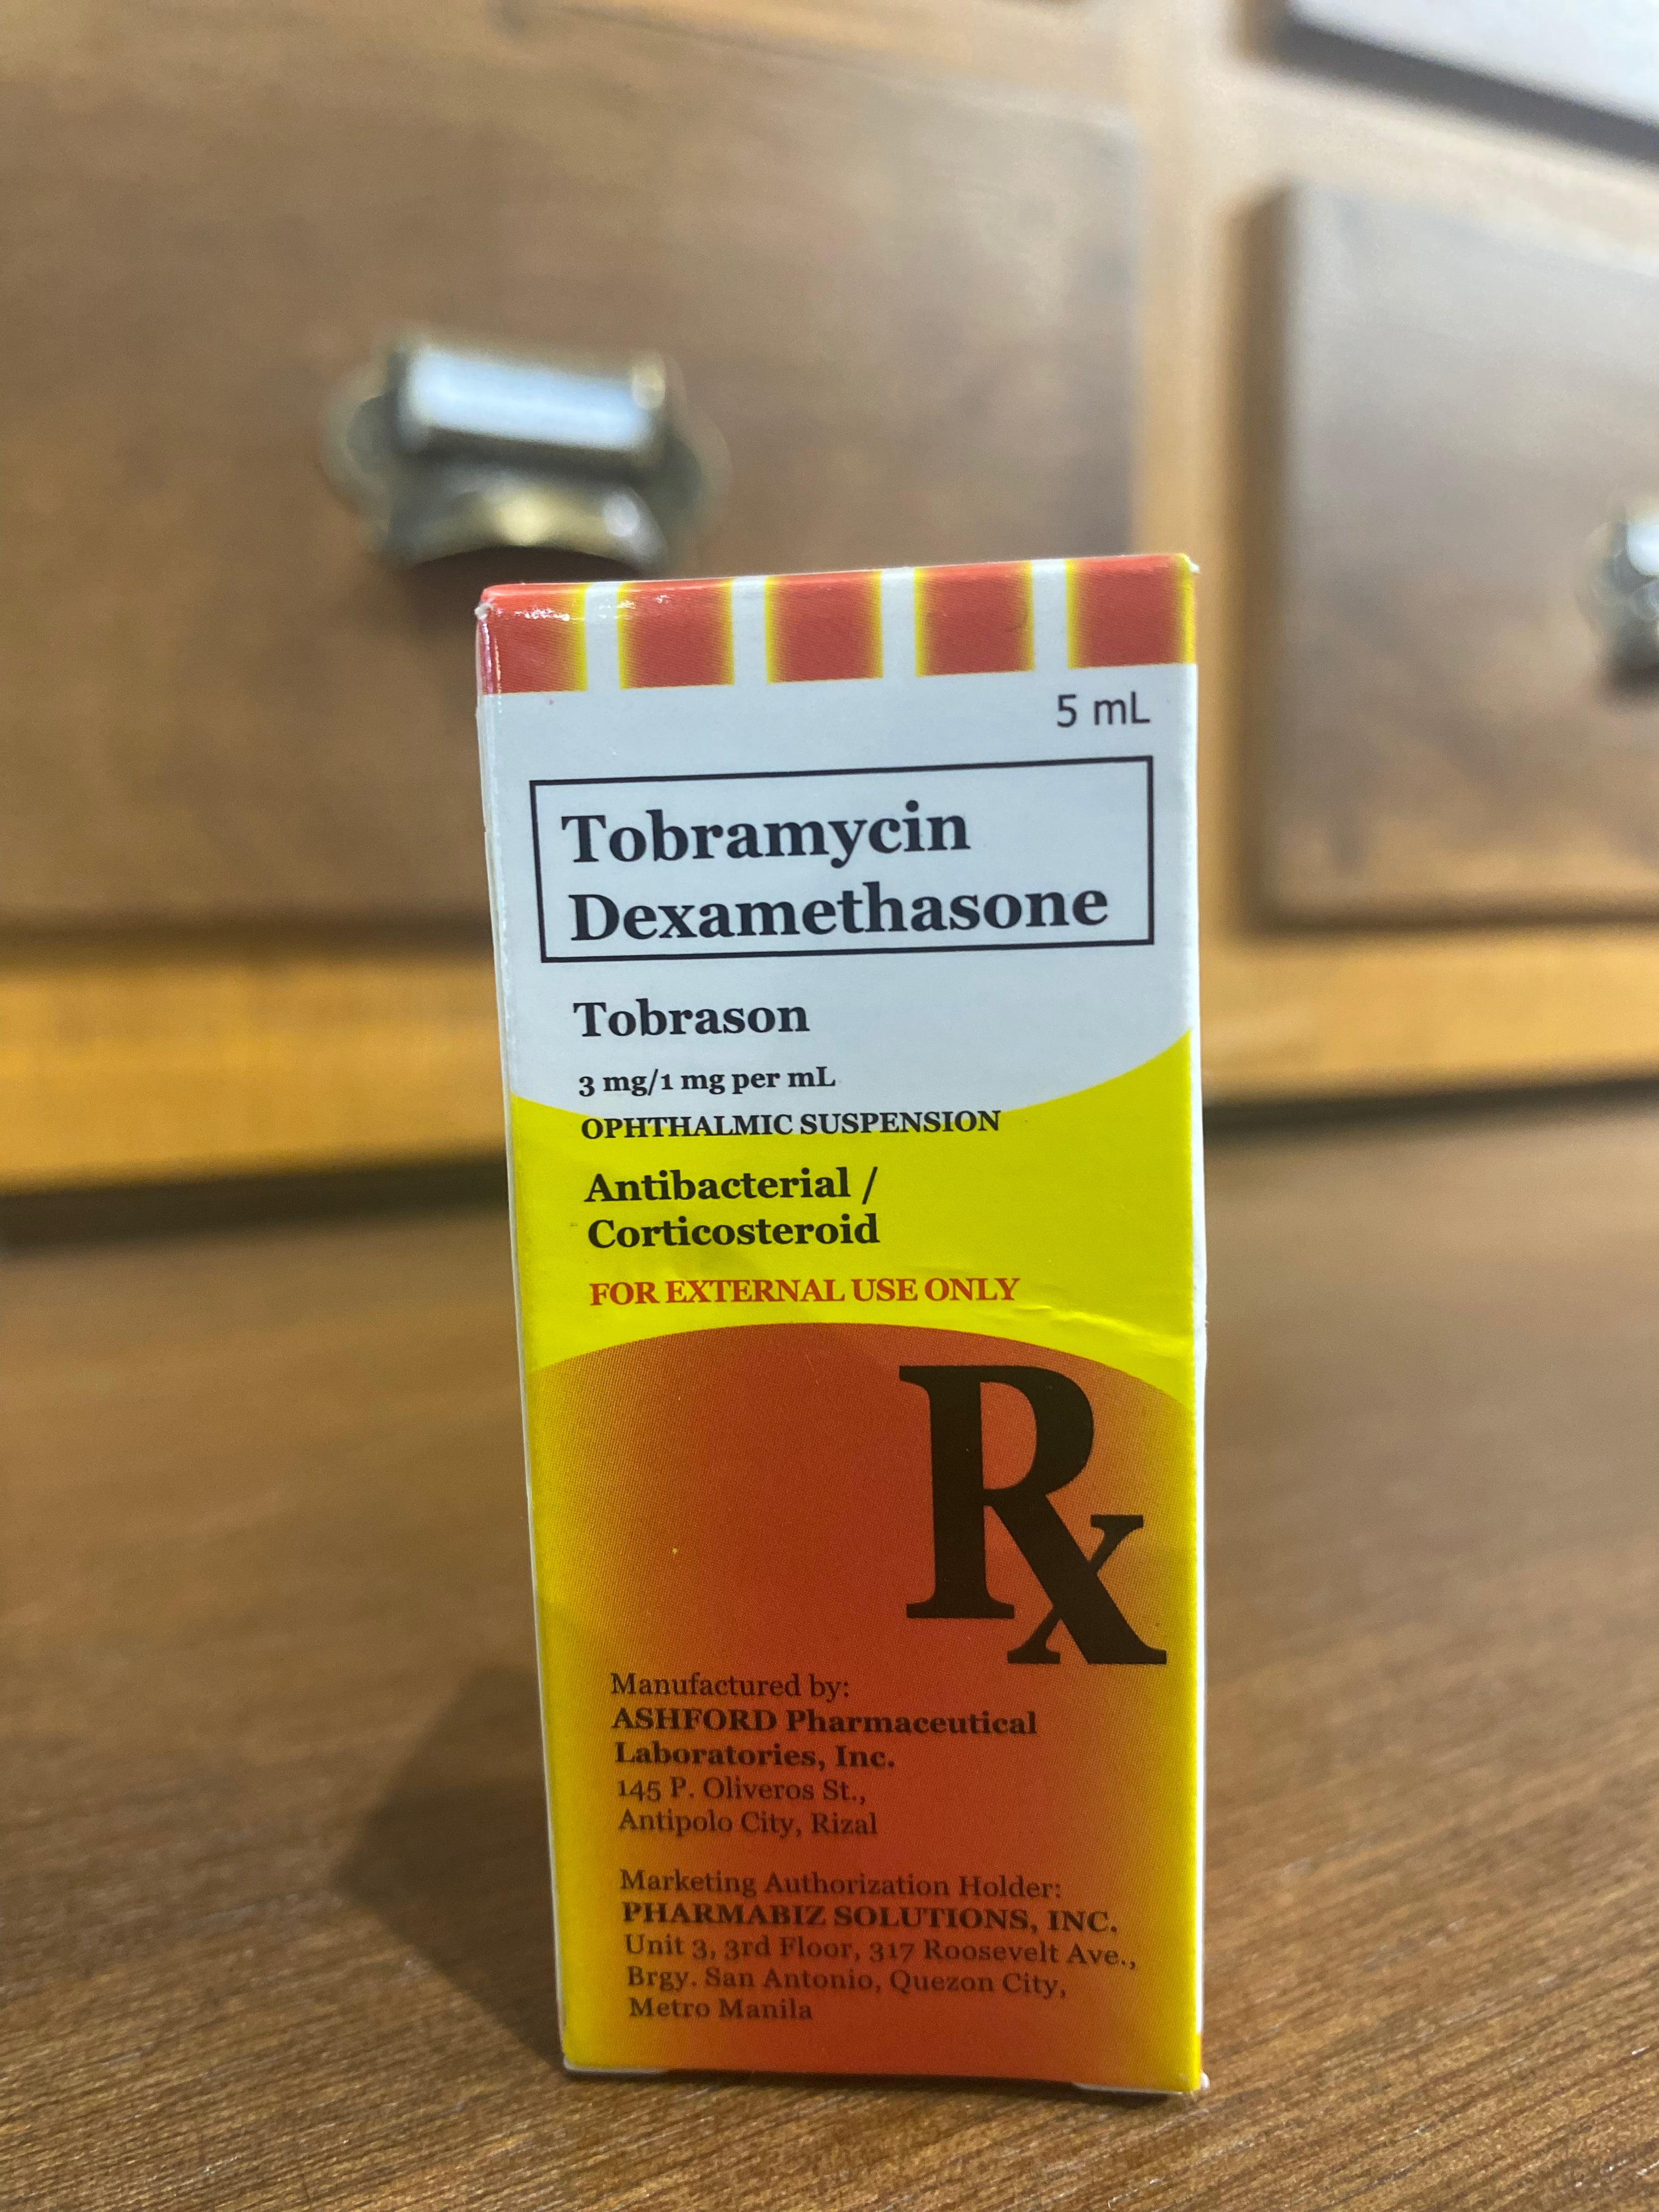 5 mL
Tobramycin
Dexamethasone
Tobrason
3 mg/1 mg per mL
OPHTHALMIC SUSPENSION
Antibacterial /
Corticosteroid
FOR EXTERNAL USE ONLY
Rx
Manufactured by:
ASHFORD Pharmaceutical
Laboratories, Inc.
145 P. Oliveros St.,
Antipolo City, Rizal
Marketing Authorization Holder:
PHARMABIZ SOLUTIONS, INC.
Unit 3, 3rd Floor, 317 Roosevelt Ave.,
Brgy. San Antonio, Quezon City,
Metro Manila